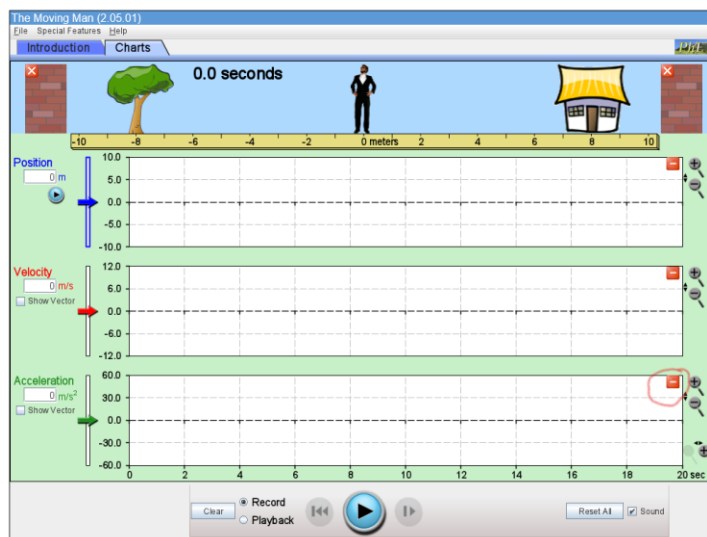 The Moving Man (2.05.01)
File Special Features Help
Introduction Charts
PhET
0.0 seconds
-10 -8 -6 -4 -2 0 meters 2 4 6 8 10
Position
0 m
10.0
5.0
0.0
-5.0
-10.0
Velocity
0 m/s
Show Vector
12.0
6.0
0.0
-6.0
-12.0
Acceleration
0 m/s²
Show Vector
60.0
30.0
0.0
-30.0
-60.0
0 2 4 6 8 10 12 14 16 18 20 sec
Clear
Record
Playback
Reset All
Sound